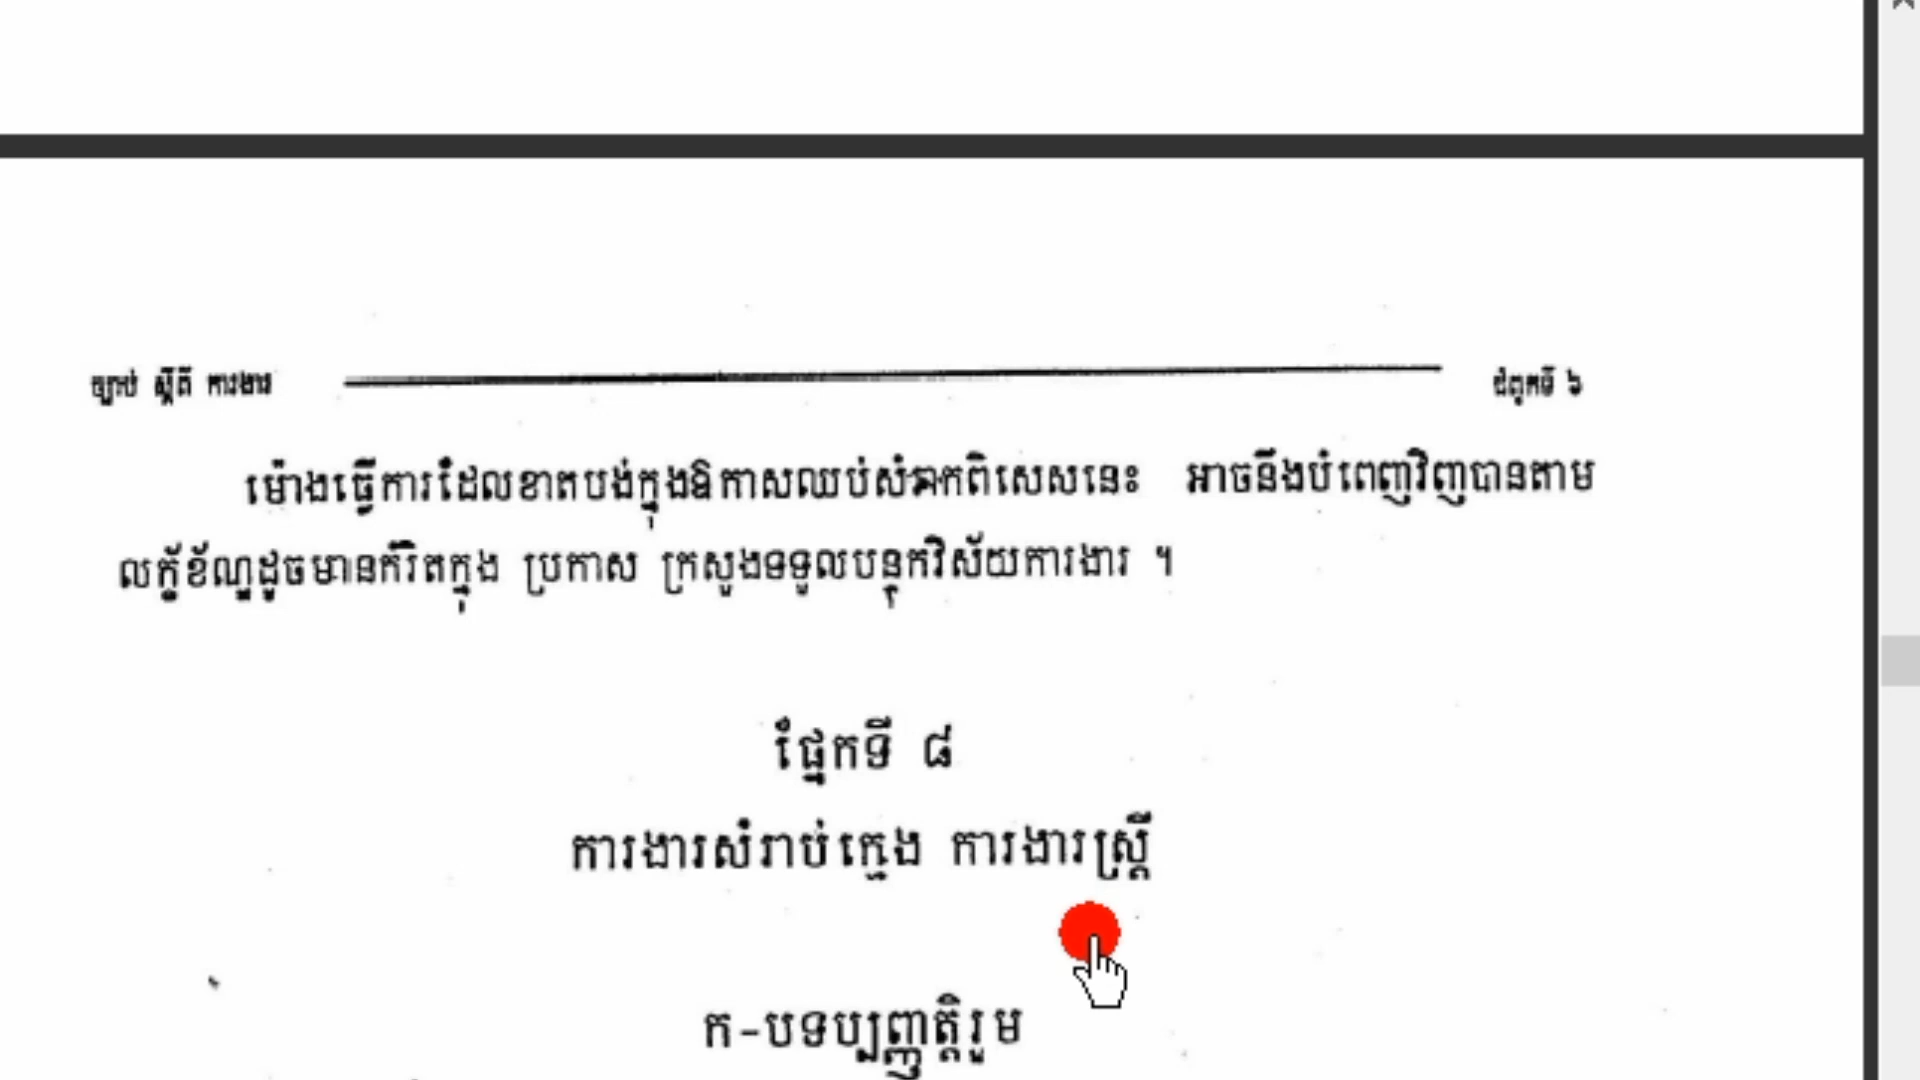 ច្បាប់ ស្តីពី ការងារ ជំពូកទី ៦
ម៉ោងធ្វើការដែលខាតបង់ក្នុងឱកាសឈប់សំរាកពិសេសនេះ អាចនឹងបំពេញវិញបានតាម
លក្ខ័ខ័ណ្ឌដូចមានកំរិតក្នុង ប្រកាស ក្រសួងទទួលបន្ទុកវិស័យការងារ ។
ផ្នែកទី ៨
ការងារសំរាប់ក្មេង ការងារស្ត្រី
ក-បទប្បញ្ញត្តិរួម